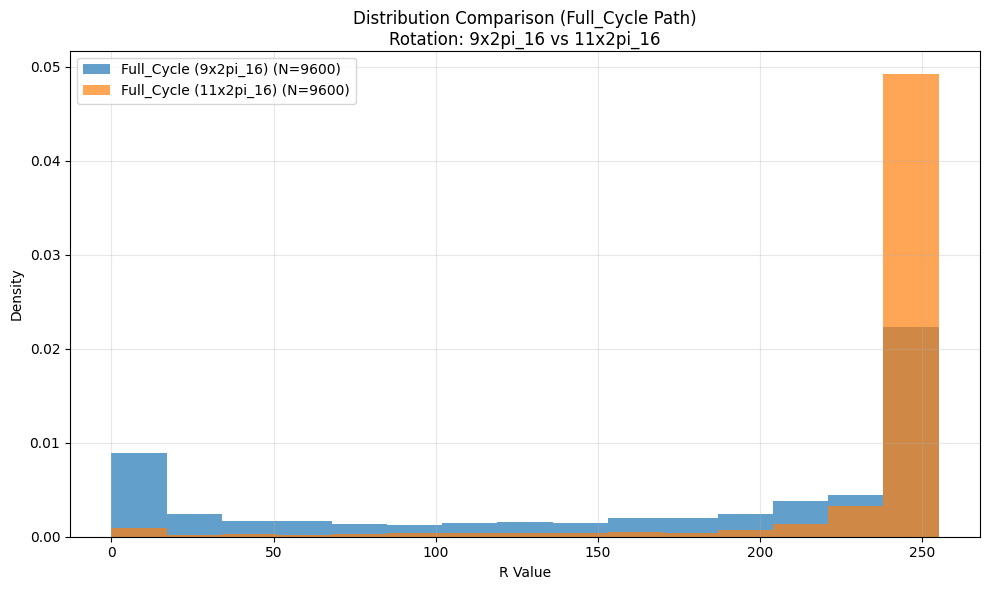 Distribution Comparison (Full_Cycle Path)
Rotation: 9x2pi_16 vs 11x2pi_16
Full_Cycle (9x2pi_16) (N=9600)
Full_Cycle (11x2pi_16) (N=9600)
0.05
0.04
0.03
0.02
0.01
0.00
Density
0 50 100 150 200 250
R Value